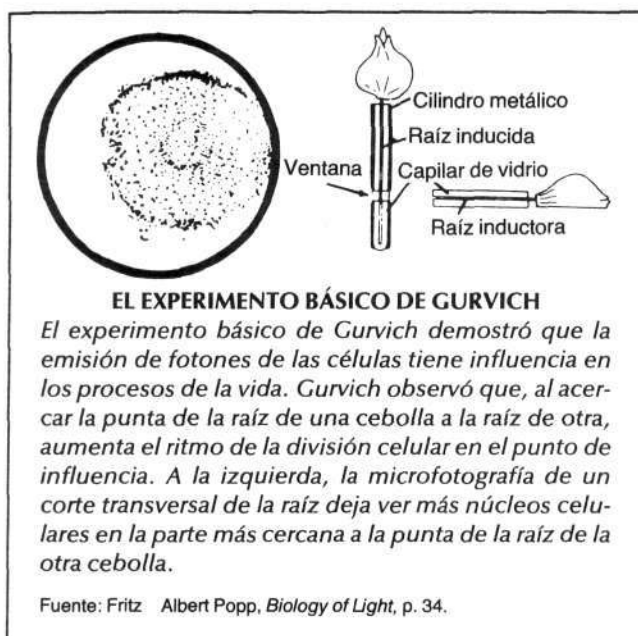 Cilindro metálico
Raíz inducida
Ventana
Capilar de vidrio
Raíz inductora
EL EXPERIMENTO BÁSICO DE GURVICH
El experimento básico de Gurvich demostró que la
emisión de fotones de las células tiene influencia en
los procesos de la vida. Gurvich observó que, al acer-
car la punta de la raíz de una cebolla a la raíz de otra,
aumenta el ritmo de la división celular en el punto de
influencia. A la izquierda, la microfotografía de un
corte transversal de la raíz deja ver más núcleos celu-
lares en la parte más cercana a la punta de la raíz de la
otra cebolla.
Fuente: Fritz Albert Popp, Biology of Light, p. 34.